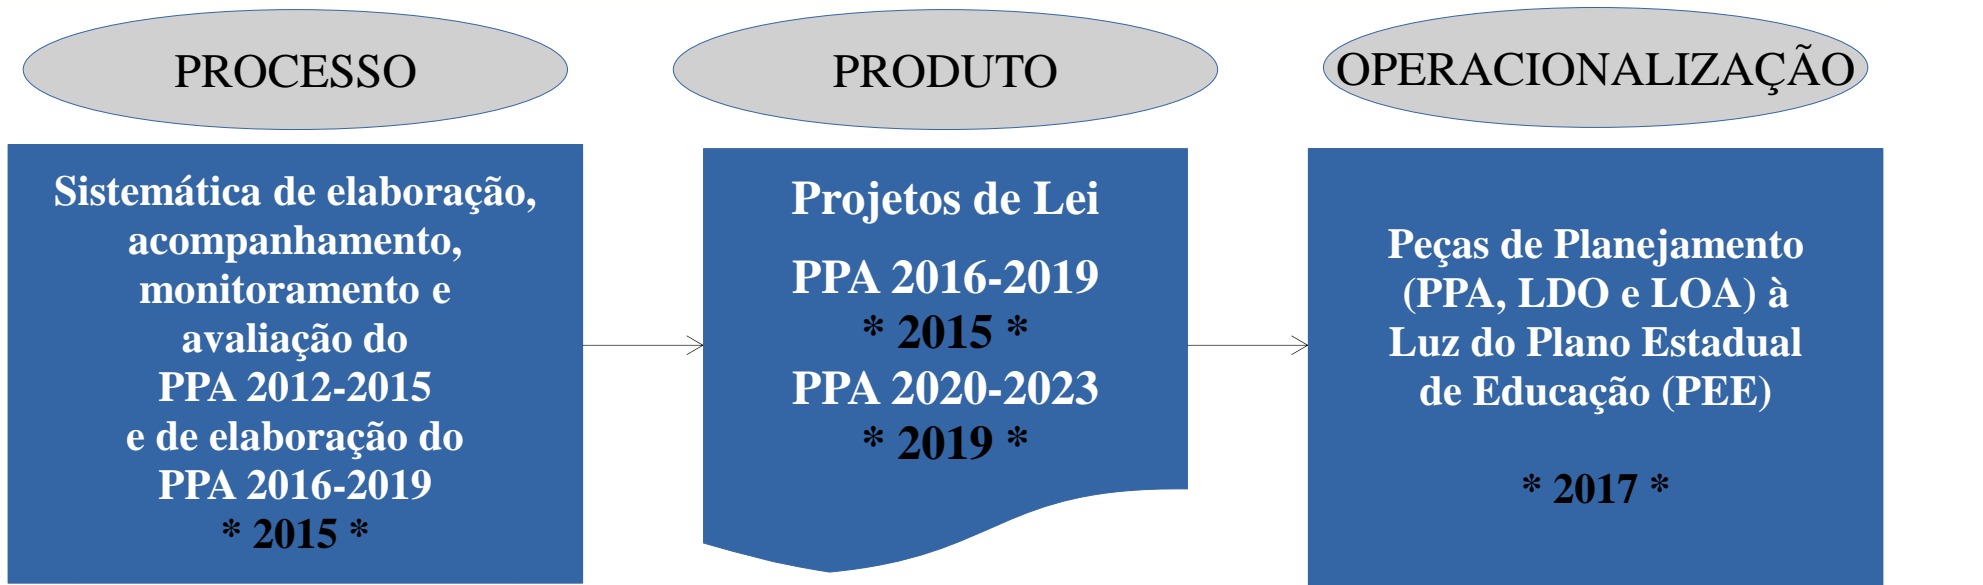 PROCESSO
Sistemática de elaboração,
acompanhamento,
monitoramento e
avaliação do
PPA 2012-2015
e de elaboração do
PPA 2016-2019
* 2015 *
PRODUTO
Projetos de Lei
PPA 2016-2019
* 2015 *
PPA 2020-2023
* 2019 *
OPERACIONALIZAÇÃO
Peças de Planejamento
(PPA, LDO e LOA) à
Luz do Plano Estadual
de Educação (PEE)
* 2017 *